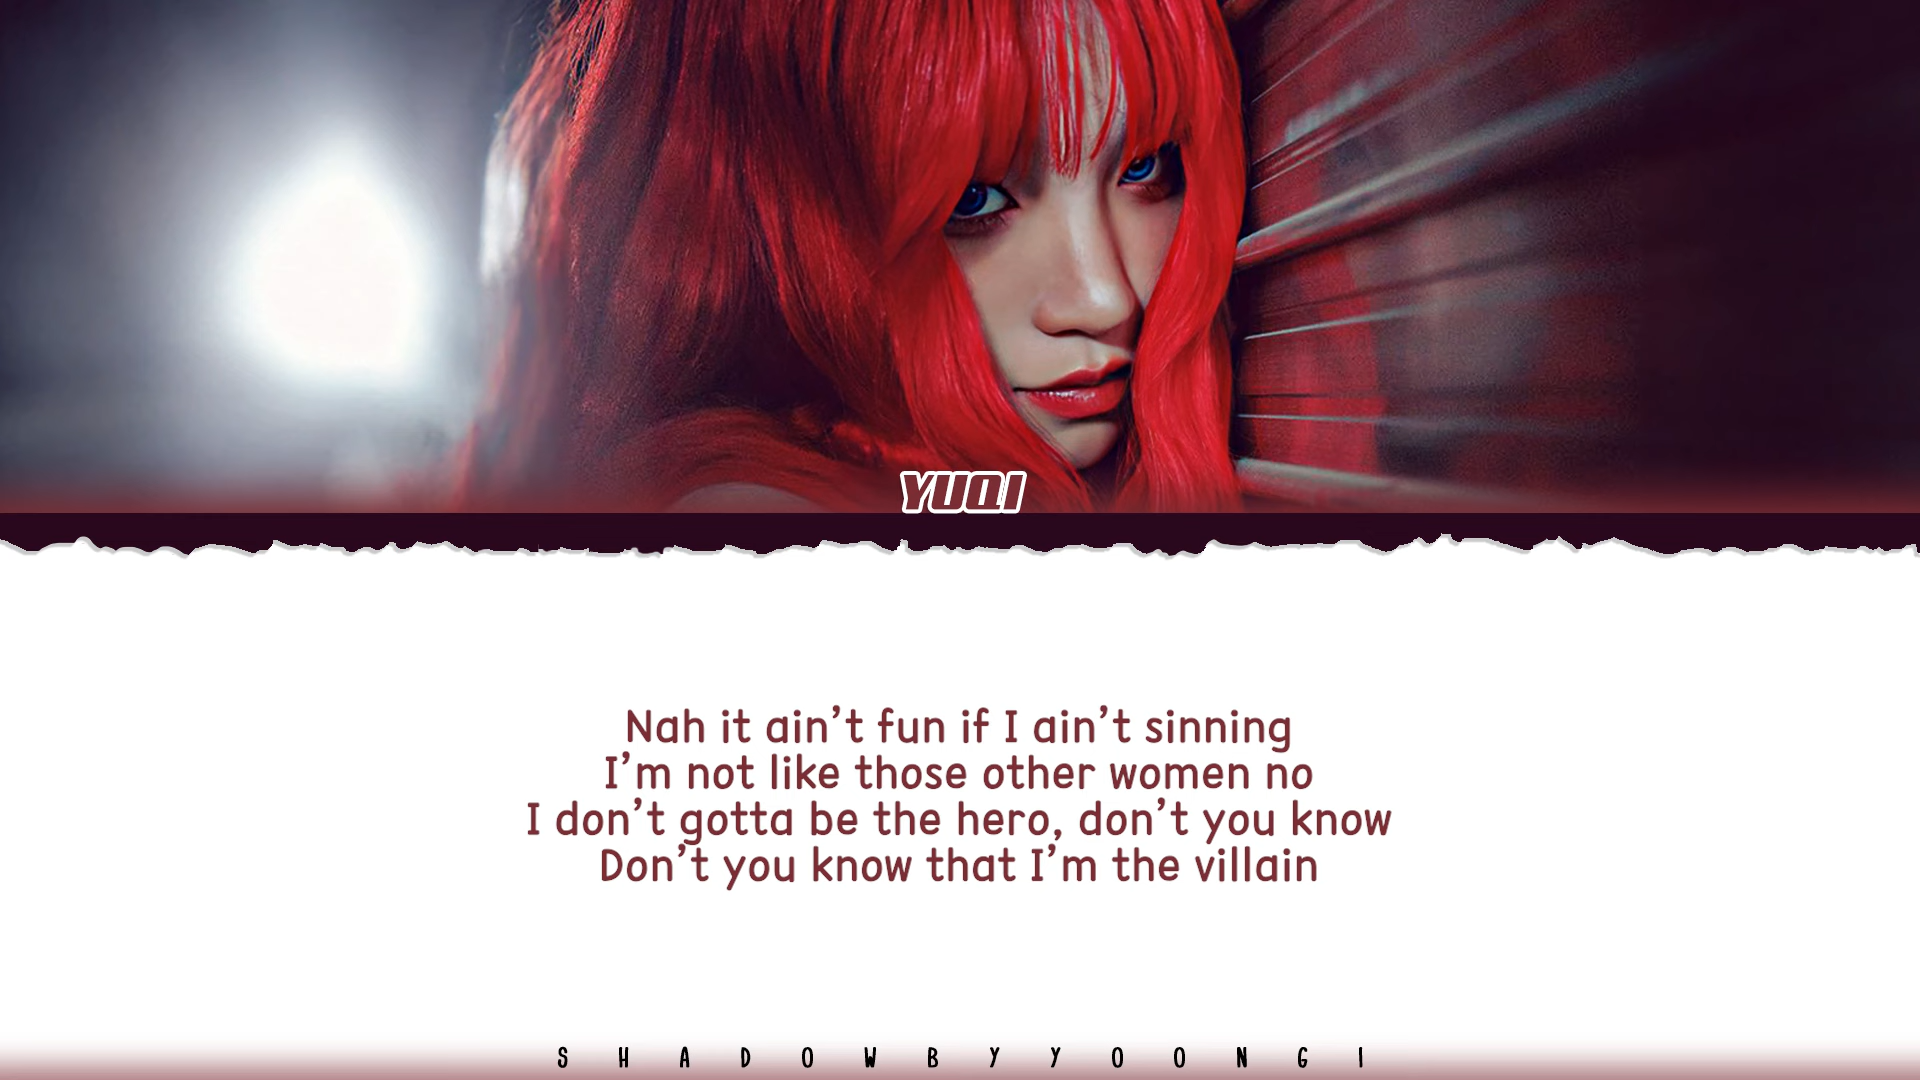 YUQI
Nah it ain’t fun if I ain’t sinning
I’m not like those other women no
I don’t gotta be the hero, don’t you know
Don’t you know that I’m the villain
SHADOWBYYOONGI